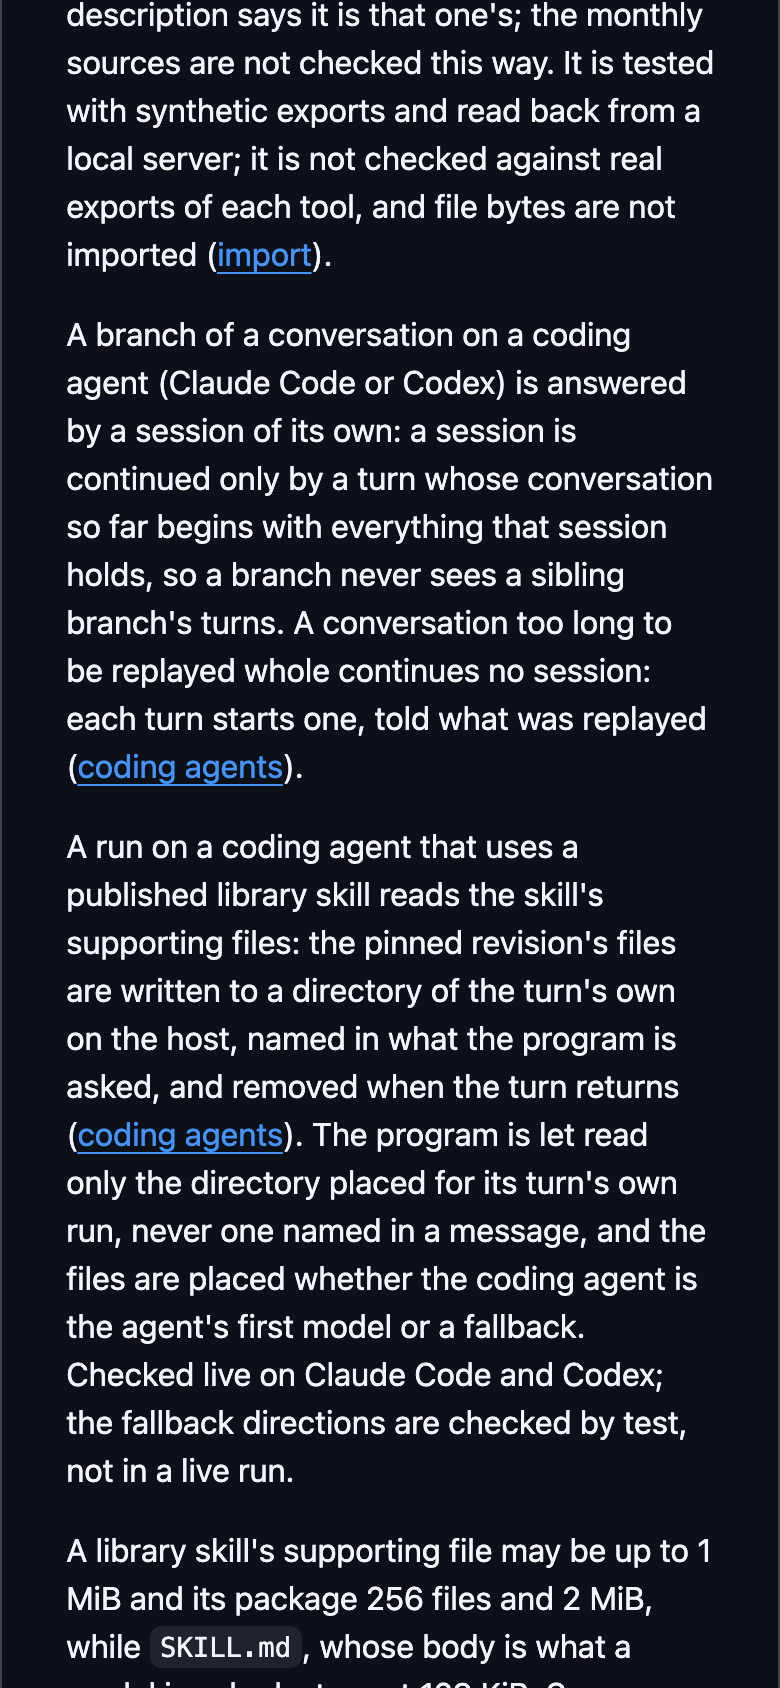 description says it is that one's; the monthly
sources are not checked this way. It is tested
with synthetic exports and read back from a
local server; it is not checked against real
exports of each tool, and file bytes are not
imported (import).
A branch of a conversation on a coding
agent (Claude Code or Codex) is answered
by a session of its own: a session is
continued only by a turn whose conversation
so far begins with everything that session
holds, so a branch never sees a sibling
branch's turns. A conversation too long to
be replayed whole continues no session:
each turn starts one, told what was replayed
(coding agents).
A run on a coding agent that uses a
published library skill reads the skill's
supporting files: the pinned revision's files
are written to a directory of the turn's own
on the host, named in what the program is
asked, and removed when the turn returns
(coding agents). The program is let read
only the directory placed for its turn's own
run, never one named in a message, and the
files are placed whether the coding agent is
the agent's first model or a fallback.
Checked live on Claude Code and Codex;
the fallback directions are checked by test,
not in a live run.
A library skill's supporting file may be up to 1
MiB and its package 256 files and 2 MiB,
while SKILL.md, whose body is what a